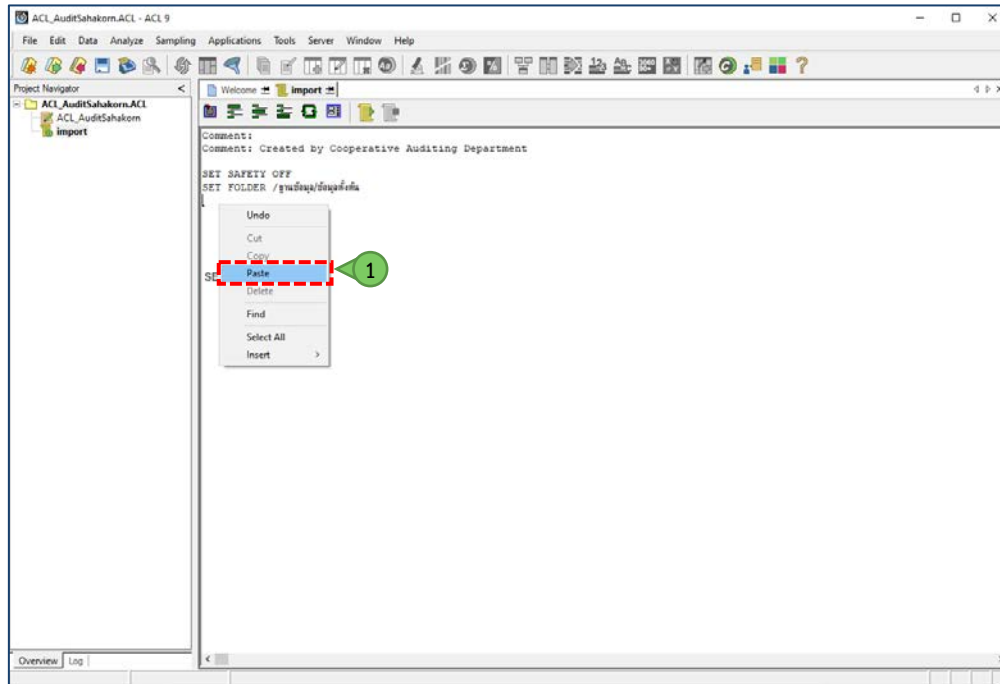 ACL_AuditSahakorn.ACL - ACL 9
File Edit Data Analyze Sampling Applications Tools Server Window Help
Project Navigator <
Welcome import
ACL_AuditSahakorn.ACL
ACL_AuditSahakorn
import
Comment:
Comment: Created by Cooperative Auditing Department
SET SAFETY OFF
SET FOLDER /ฐานข้อมูล/ข้อมูลตั้งต้น
Undo
Cut
Copy
Paste
1
SE
Delete
Find
Select All
Insert >
Overview Log